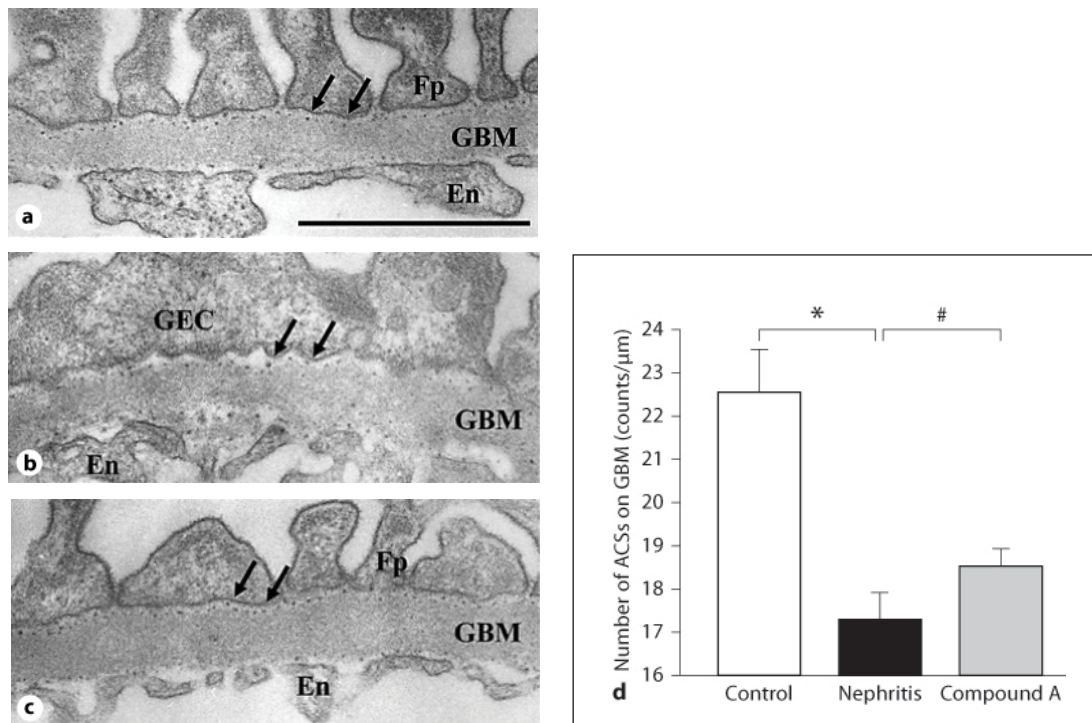 Fp
GBM
En
a
GEC
GBM
En
b
Fp
GBM
En
c
Number of ACSs on GBM (counts/μm)
24
23
22
21
20
19
18
17
16
*
#
Control Nephritis Compound A
d